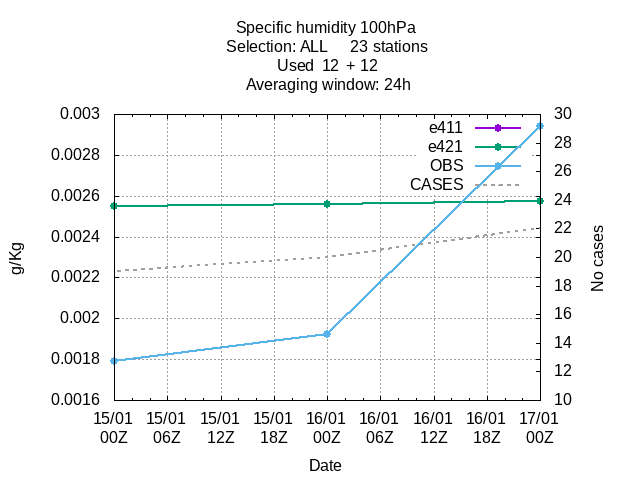 Specific humidity 100hPa
Selection: ALL 23 stations
Used 12 + 12
Averaging window: 24h
e411
e421
OBS
CASES
0.003
0.0028
0.0026
0.0024
0.0022
0.002
0.0018
0.0016
g/Kg
30
28
26
24
22
20
18
16
14
12
10
No cases
15/01 15/01 15/01 15/01 16/01 16/01 16/01 16/01 17/01
00Z 06Z 12Z 18Z 00Z 06Z 12Z 18Z 00Z
Date